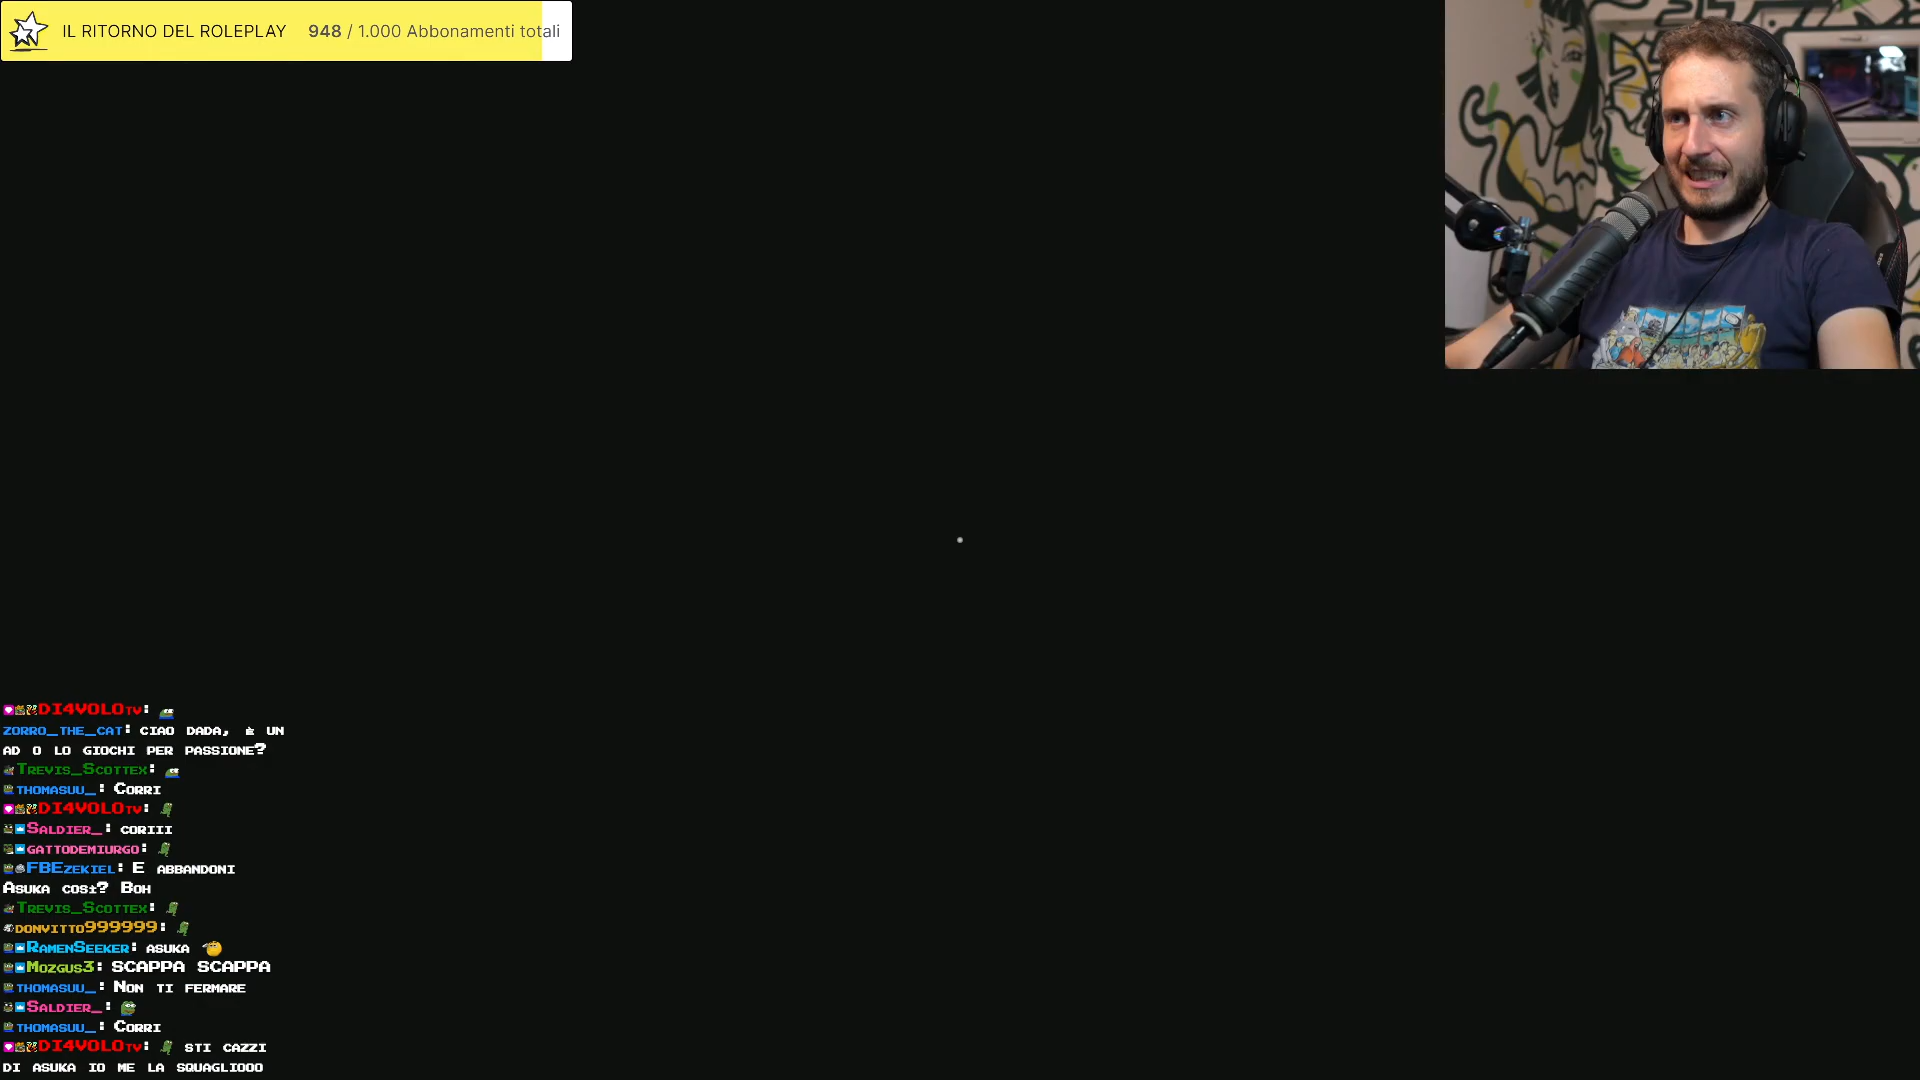 IL RITORNO DEL ROLEPLAY 948 / 1.000 Abbonamenti totali
DI4VOLOTV:
ZORRO_THE_CAT: CIAO DADA, È UN
AD O LO GIOCHI PER PASSIONE?
TREVIS_SCOTTEX:
THOMASUU_: CORRI
DI4VOLOTV:
SALDIER_: CORIII
GATTODEMIURGO:
FBEZEKIEL: E ABBANDONI
ASUKA COSÌ? BOH
TREVIS_SCOTTEX:
DONVITTO999999:
RAMENSEEKER: ASUKA
MOZGUS3: SCAPPA SCAPPA
THOMASUU_: NON TI FERMARE
SALDIER_:
THOMASUU_: CORRI
DI4VOLOTV: STI CAZZI
DI ASUKA IO ME LA SQUAGLIOOO